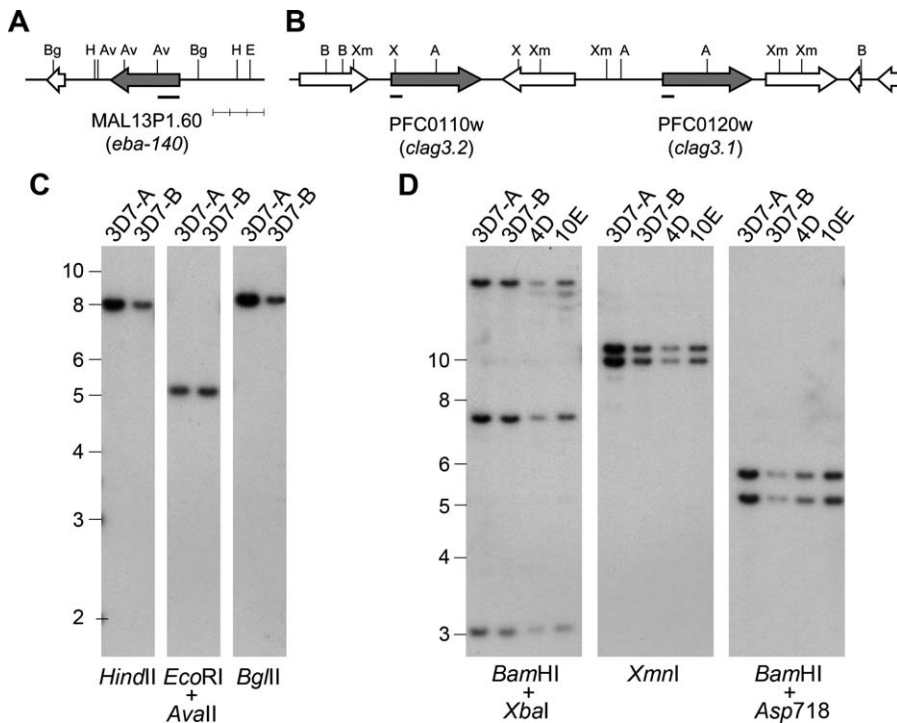 A
B
Bg H Av Av Av Bg H E
B B Xm X A X Xm Xm A A Xm Xm B
MAL13P1.60
(eba-140)
PFC0110w
(clag3.2)
PFC0120w
(clag3.1)
C
D
3D7-A 3D7-B 3D7-A 3D7-B 3D7-A 3D7-B
3D7-A 3D7-B 4D 10E 3D7-A 3D7-B 4D 10E 3D7-A 3D7-B 4D 10E
10
8
6
5
4
3
2
10
8
6
5
4
3
HindII
EcoRI
+
AvaII
BglII
BamHI
+
XbaI
XmnI
BamHI
+
Asp718